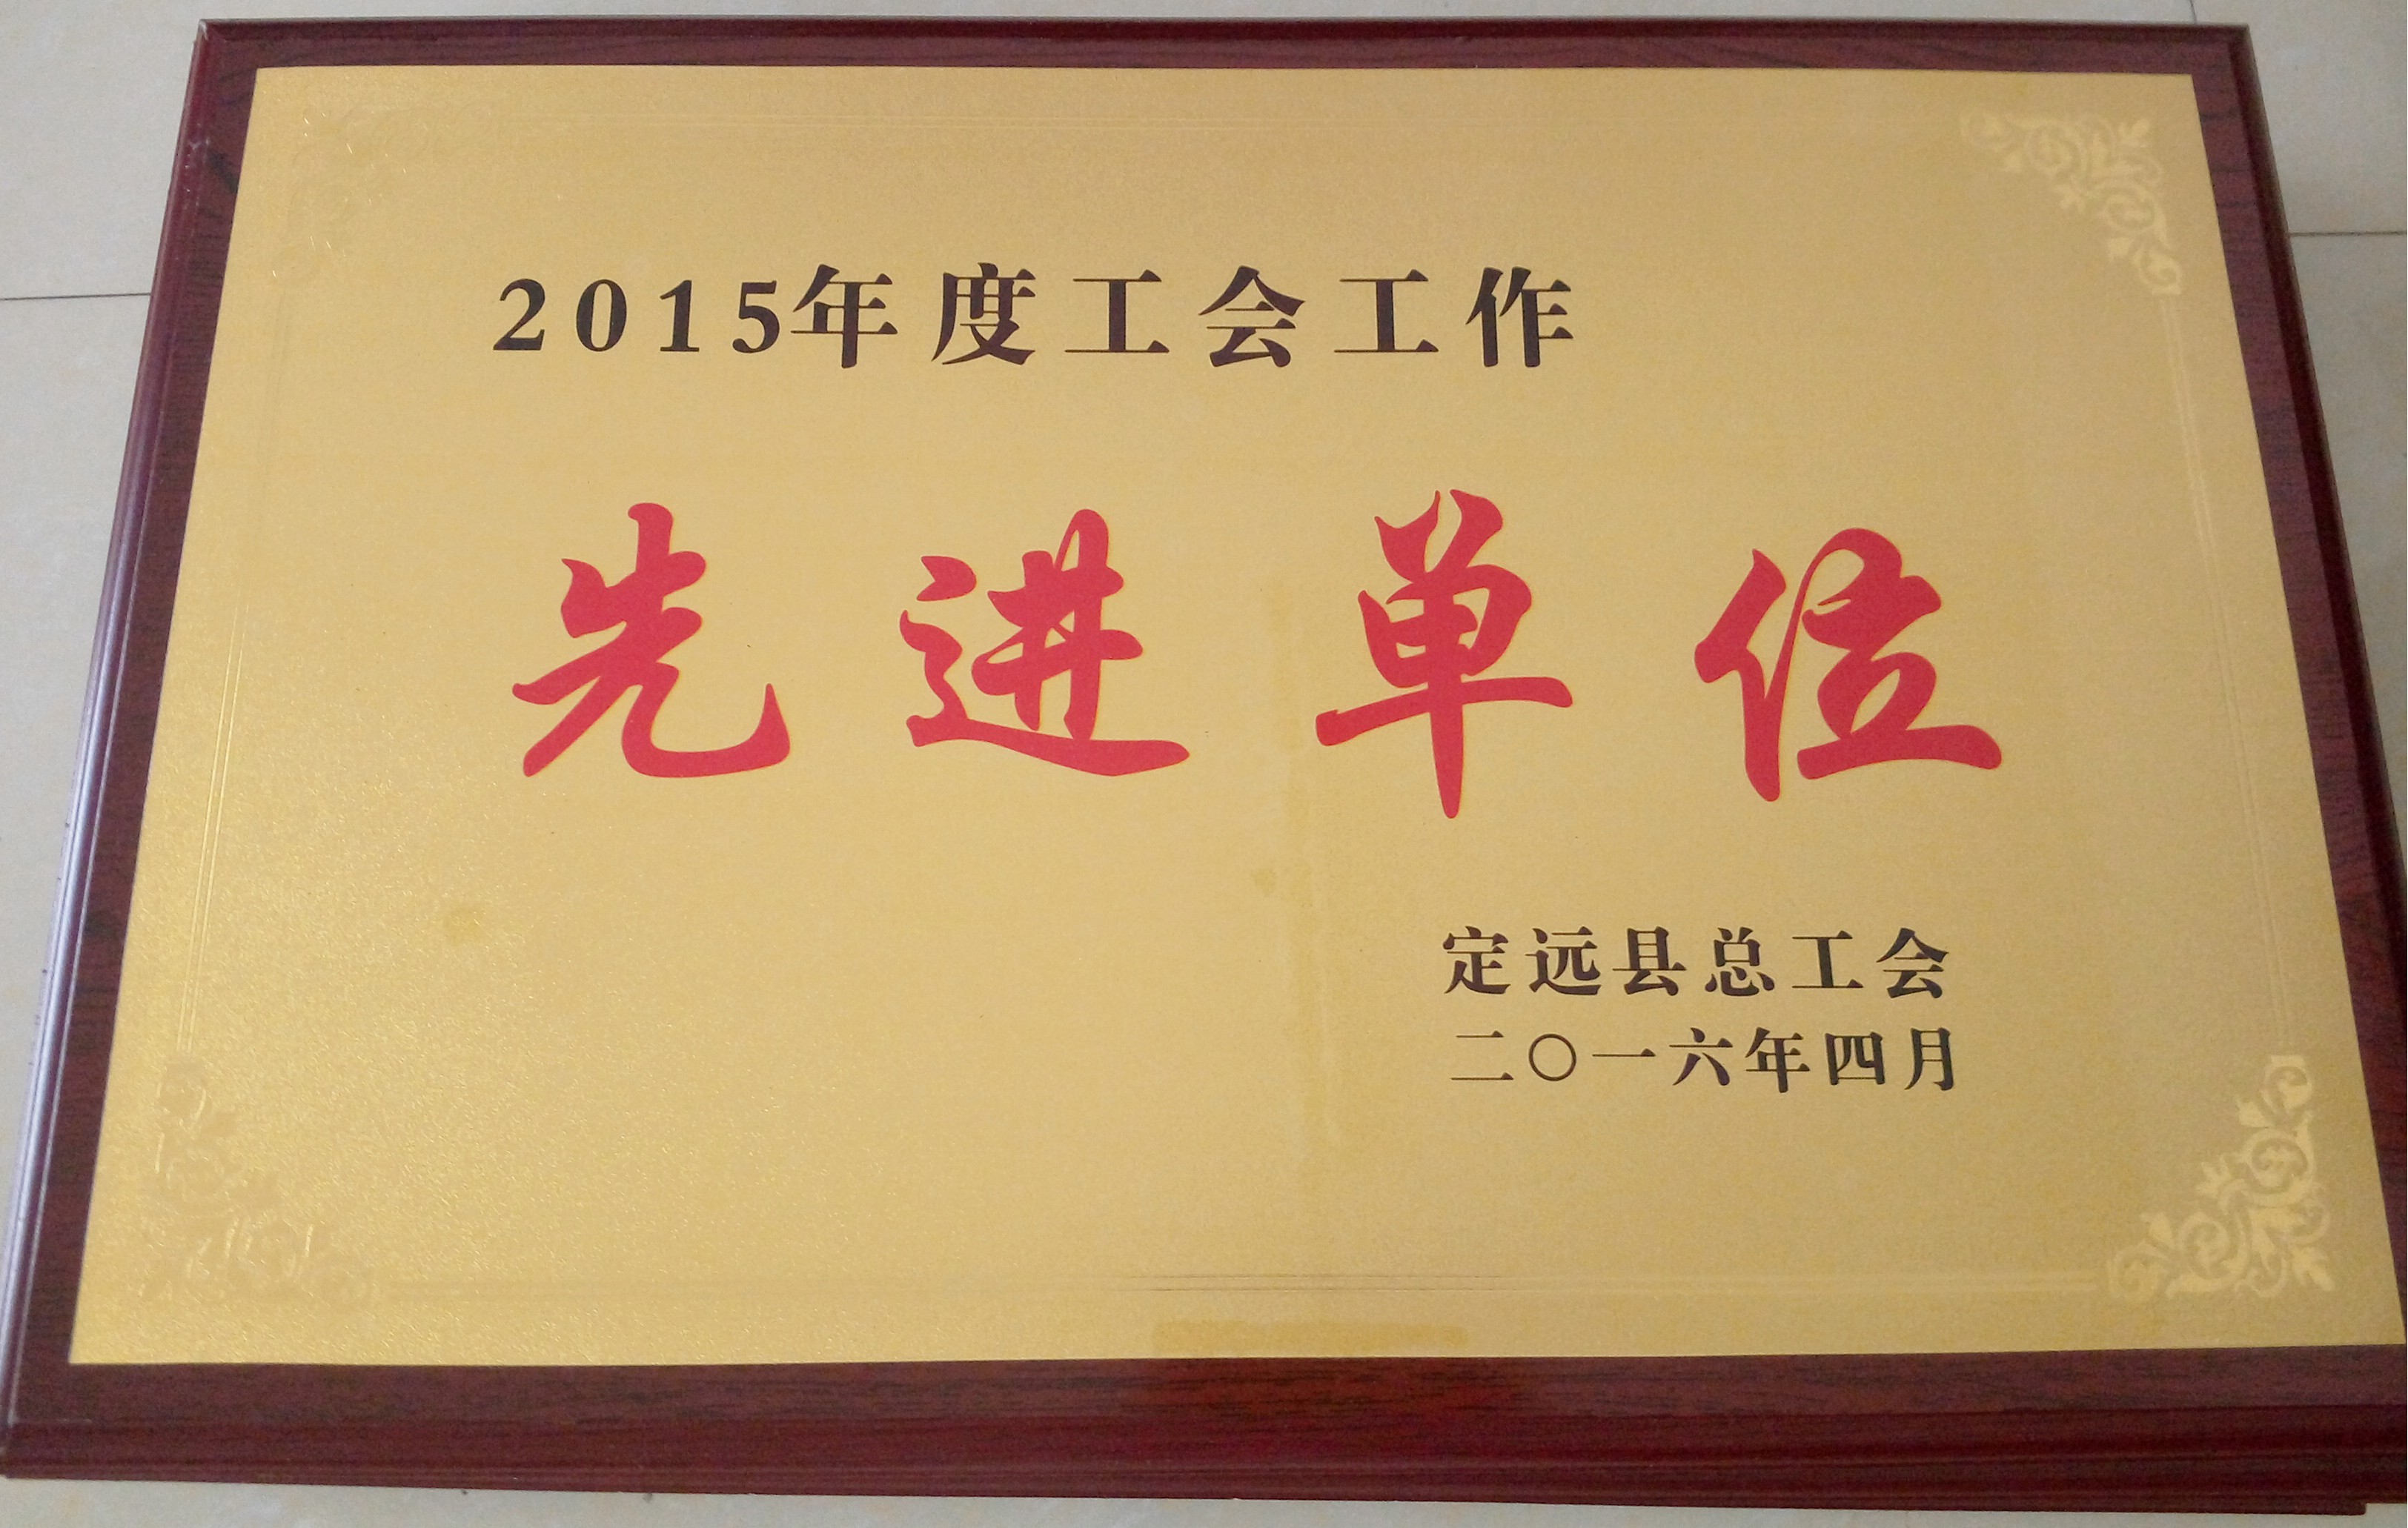 2015年度工会工作
先进单位
定远县总工会
二〇一六年四月